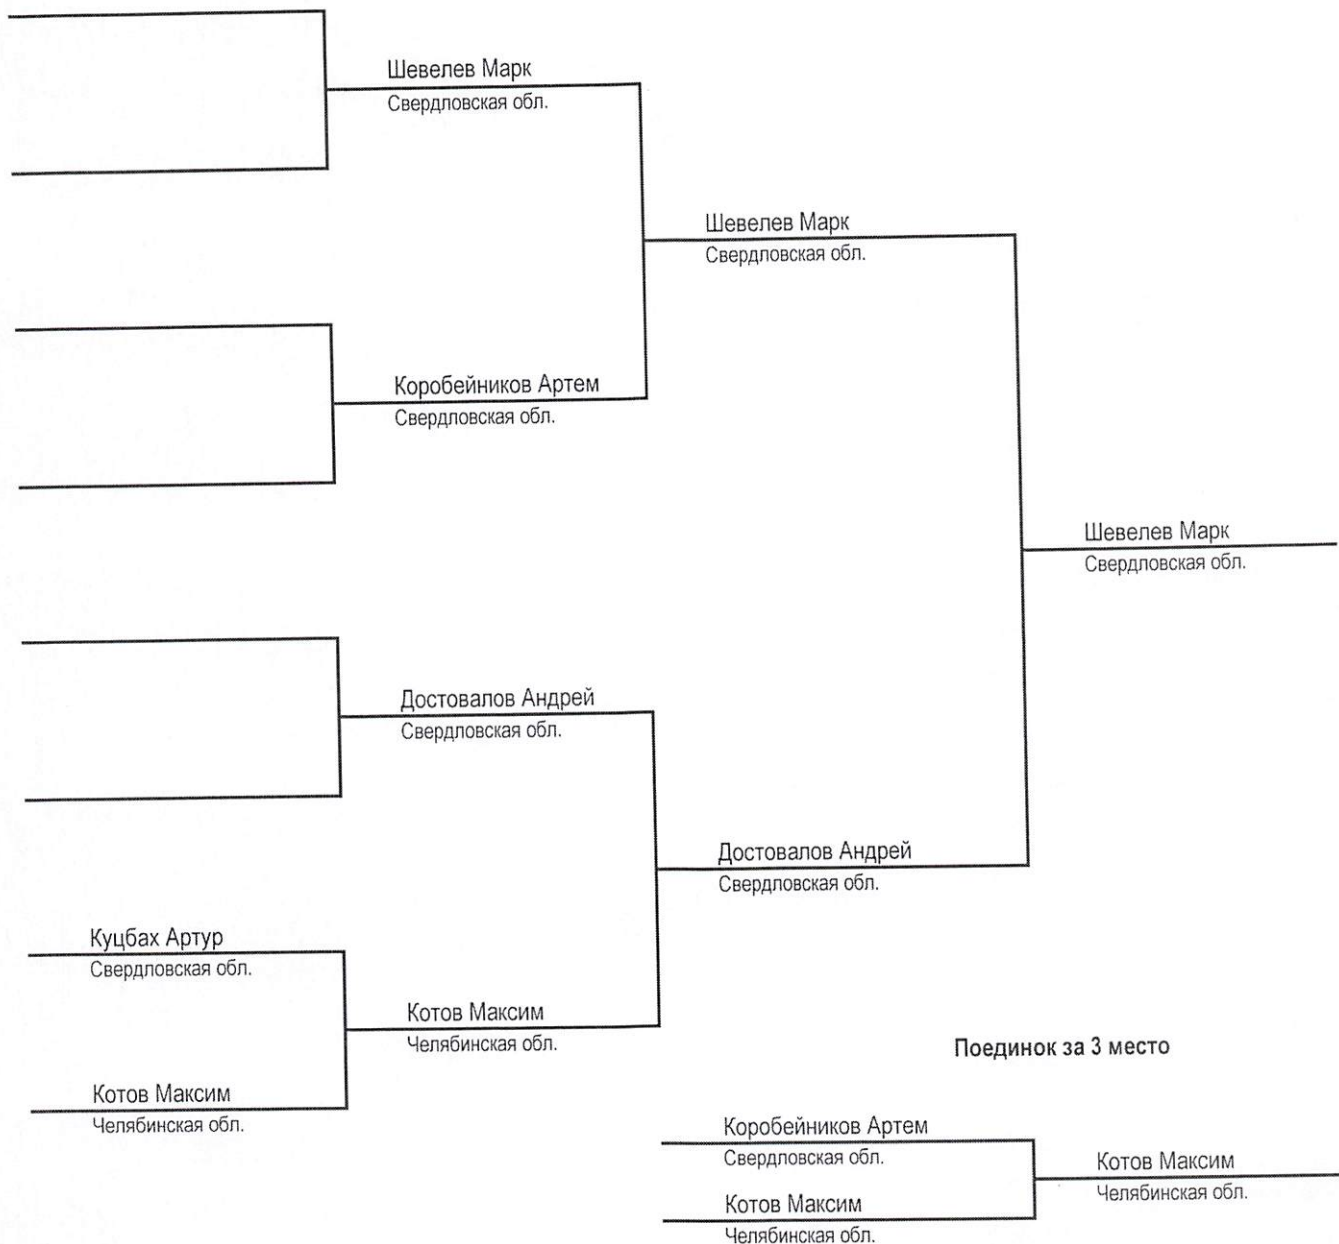 Шевелев Марк
Свердловская обл.
Шевелев Марк
Свердловская обл.
Коробейников Артем
Свердловская обл.
Шевелев Марк
Свердловская обл.
Достовалов Андрей
Свердловская обл.
Достовалов Андрей
Свердловская обл.
Куцбах Артур
Свердловская обл.
Котов Максим
Челябинская обл.
Котов Максим
Челябинская обл.
Поединок за 3 место
Коробейников Артем
Свердловская обл.
Котов Максим
Челябинская обл.
Котов Максим
Челябинская обл.